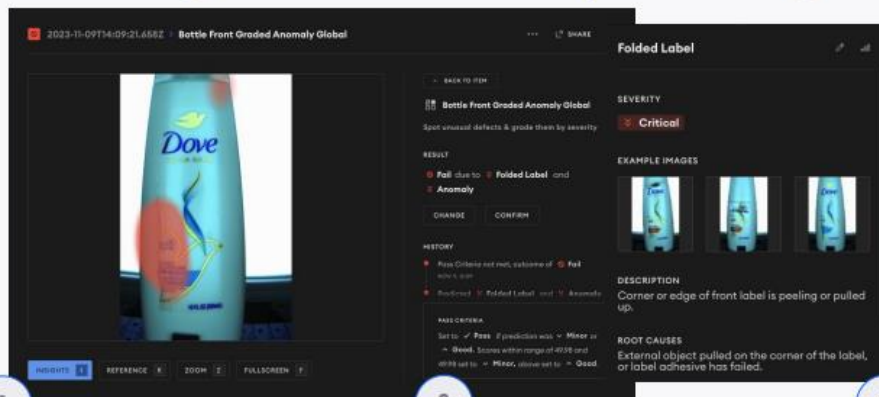 2023-11-09T14:09:21.658Z > Bottle Front Graded Anomaly Global
SHARE
BACK TO ITEM
Bottle Front Graded Anomaly Global
Spot unusual defects & grade them by severity
RESULT
Fail due to Folded Label and
Anomaly
CHANGE
CONFIRM
HISTORY
Pass Criteria not met, outcome of Fail
Predicted Folded Label and Anomaly
PASS CRITERIA
Set to Pass if prediction was Minor or
Good. Scores within range of 49.98 and
49.98 set to Minor, above set to Good
Dove
INSIGHTS
REFERENCE R
ZOOM Z
FULLSCREEN F
Folded Label
SEVERITY
Critical
EXAMPLE IMAGES
DESCRIPTION
Corner or edge of front label is peeling or pulled
up.
ROOT CAUSES
External object pulled on the corner of the label,
or label adhesive has failed.